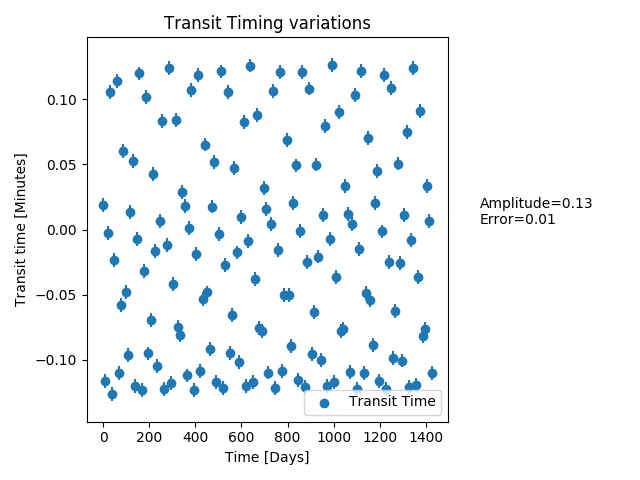 Transit Timing variations
Transit time [Minutes]
0.10
0.05
0.00
−0.05
−0.10
Amplitude=0.13
Error=0.01
Transit Time
0 200 400 600 800 1000 1200 1400
Time [Days]